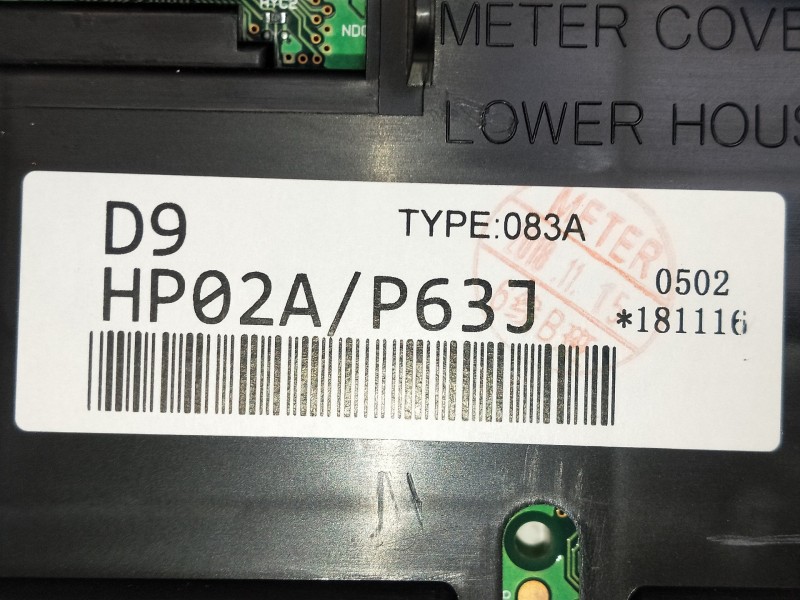 METER COVE
LOWER HOUS
D9
TYPE:083A
HP02A/P63J
0502
*181116
METER